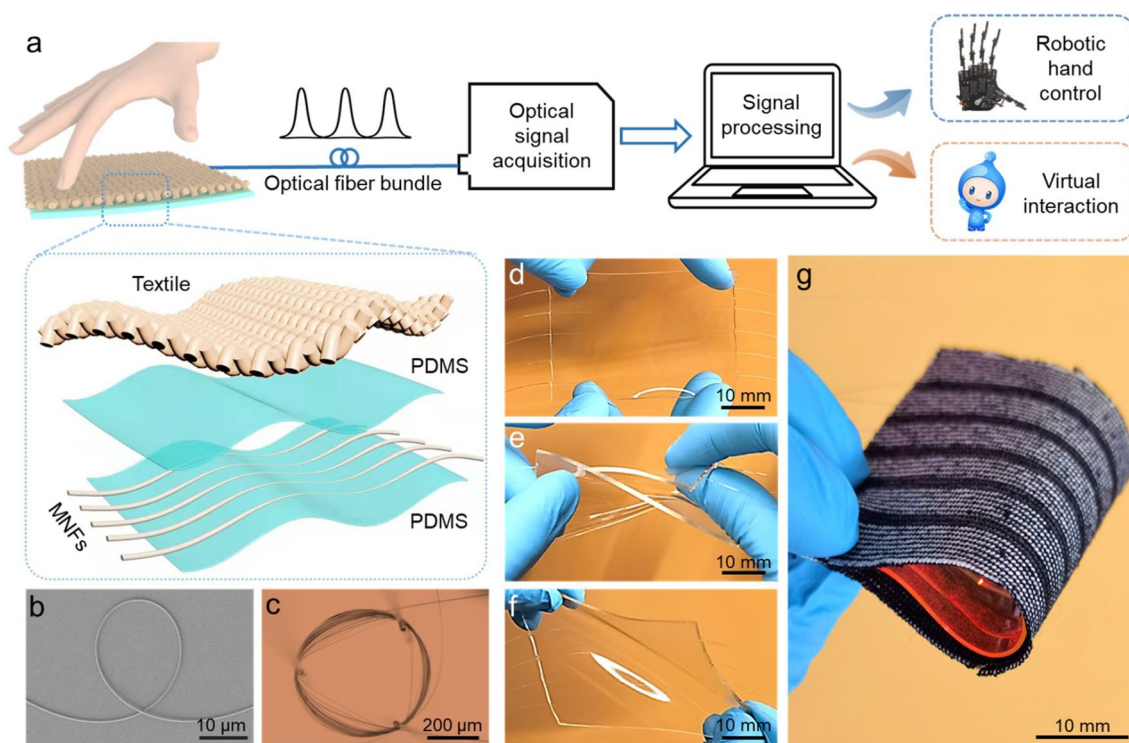 a
Optical fiber bundle
Optical
signal
acquisition
Signal
processing
Robotic
hand
control
Virtual
interaction
Textile
PDMS
MNFs
PDMS
b
10 μm
c
200 μm
d
10 mm
e
10 mm
f
10 mm
g
10 mm